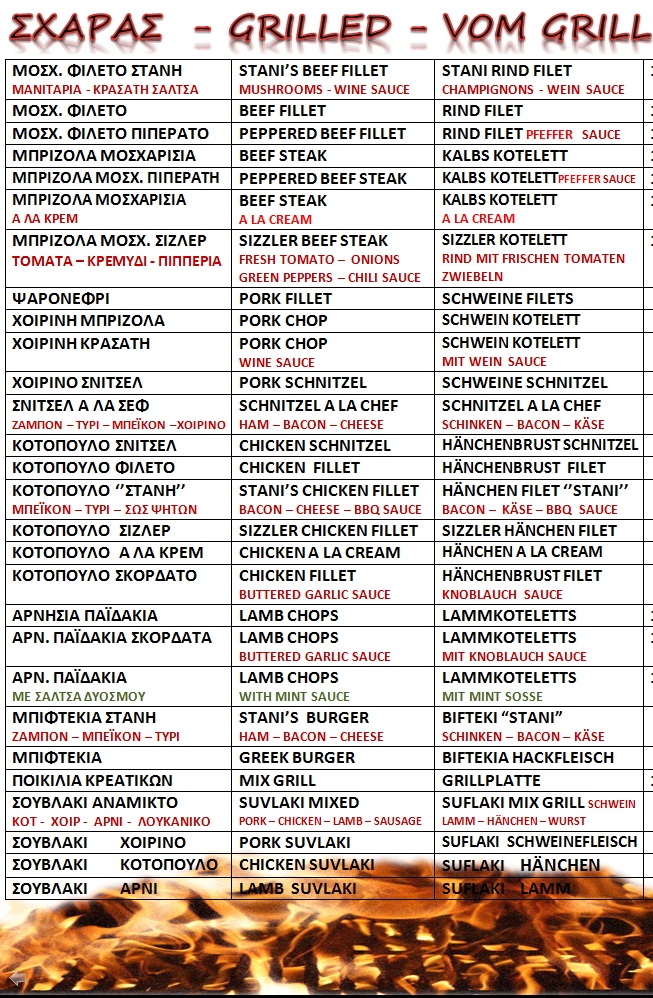 ΣΧΑΡΑΣ - GRILLED - VOM GRILL
ΜΟΣΧ. ΦΙΛΕΤΟ ΣΤΑΝΗ STANI'S BEEF FILLET STANI RIND FILET
ΜΑΝΙΤΑΡΙΑ - ΚΡΑΣΑΤΗ ΣΑΛΤΣΑ MUSHROOMS - WINE SAUCE CHAMPIGNONS - WEIN SAUCE
ΜΟΣΧ. ΦΙΛΕΤΟ BEEF FILLET RIND FILET
ΜΟΣΧ. ΦΙΛΕΤΟ ΠΙΠΕΡΑΤΟ PEPPERED BEEF FILLET RIND FILET PFEFFER SAUCE
ΜΠΡΙΖΟΛΑ ΜΟΣΧΑΡΙΣΙΑ BEEF STEAK KALBS KOTELETT
ΜΠΡΙΖΟΛΑ ΜΟΣΧ. ΠΙΠΕΡΑΤΗ PEPPERED BEEF STEAK KALBS KOTELETTPFEFFER SAUCE
ΜΠΡΙΖΟΛΑ ΜΟΣΧΑΡΙΣΙΑ BEEF STEAK KALBS KOTELETT
Α ΛΑ ΚΡΕΜ A LA CREAM A LA CREAM
ΜΠΡΙΖΟΛΑ ΜΟΣΧ. ΣΙΖΛΕΡ SIZZLER BEEF STEAK SIZZLER KOTELETT
ΤΟΜΑΤΑ – ΚΡΕΜΥΔΙ - ΠΙΠΠΕΡΙΑ FRESH TOMATO – ONIONS RIND MIT FRISCHEN TOMATEN
GREEN PEPPERS – CHILI SAUCE ZWIEBELN
ΨΑΡΟΝΕΦΡΙ PORK FILLET SCHWEINE FILETS
ΧΟΙΡΙΝΗ ΜΠΡΙΖΟΛΑ PORK CHOP SCHWEIN KOTELETT
ΧΟΙΡΙΝΗ ΚΡΑΣΑΤΗ PORK CHOP SCHWEIN KOTELETT
WINE SAUCE MIT WEIN SAUCE
ΧΟΙΡΙΝΟ ΣΝΙΤΣΕΛ PORK SCHNITZEL SCHWEINE SCHNITZEL
ΣΝΙΤΣΕΛ Α ΛΑ ΣΕΦ SCHNITZEL A LA CHEF SCHNITZEL A LA CHEF
ΖΑΜΠΟΝ – ΤΥΡΙ – ΜΠΕΪΚΟΝ –ΧΟΙΡΙΝΟ HAM – BACON – CHEESE SCHINKEN – BACON – KÄSE
ΚΟΤΟΠΟΥΛΟ ΣΝΙΤΣΕΛ CHICKEN SCHNITZEL HÄNCHENBRUST SCHNITZEL
ΚΟΤΟΠΟΥΛΟ ΦΙΛΕΤΟ CHICKEN FILLET HÄNCHENBRUST FILET
ΚΟΤΟΠΟΥΛΟ ‘’ΣΤΑΝΗ’’ STANI'S CHICKEN FILLET HÄNCHEN FILET ‘’STANI’’
ΜΠΕΪΚΟΝ – ΤΥΡΙ – ΣΩΣ ΨΗΤΩΝ BACON – CHEESE – BBQ SAUCE BACON – KÄSE – BBQ SAUCE
ΚΟΤΟΠΟΥΛΟ ΣΙΖΛΕΡ SIZZLER CHICKEN FILLET SIZZLER HÄNCHEN FILET
ΚΟΤΟΠΟΥΛΟ Α ΛΑ ΚΡΕΜ CHICKEN A LA CREAM HÄNCHEN A LA CREAM
ΚΟΤΟΠΟΥΛΟ ΣΚΟΡΔΑΤΟ CHICKEN FILLET HÄNCHENBRUST FILET
BUTTERED GARLIC SAUCE KNOBLAUCH SAUCE
ΑΡΝΗΣΙΑ ΠΑΪΔΑΚΙΑ LAMB CHOPS LAMMKOTELETTS
ΑΡΝ. ΠΑΪΔΑΚΙΑ ΣΚΟΡΔΑΤΑ LAMB CHOPS LAMMKOTELETTS
BUTTERED GARLIC SAUCE MIT KNOBLAUCH SAUCE
ΑΡΝ. ΠΑΪΔΑΚΙΑ LAMB CHOPS LAMMKOTELETTS
ΜΕ ΣΑΛΤΣΑ ΔΥΟΣΜΟΥ WITH MINT SAUCE MIT MINT SOSSE
ΜΠΙΦΤΕΚΙΑ ΣΤΑΝΗ STANI'S BURGER BIFTEKI “STANI”
ΖΑΜΠΟΝ – ΜΠΕΪΚΟΝ – ΤΥΡΙ HAM – BACON – CHEESE SCHINKEN – BACON – KÄSE
ΜΠΙΦΤΕΚΙΑ GREEK BURGER BIFTEKIA HACKFLEISCH
ΠΟΙΚΙΛΙΑ ΚΡΕΑΤΙΚΩΝ MIX GRILL GRILLPLATTE
ΣΟΥΒΛΑΚΙ ΑΝΑΜΙΚΤΟ SUVLAKI MIXED SUFLAKI MIX GRILL SCHWEIN
ΚΟΤ - ΧΟΙΡ - ΑΡΝΙ - ΛΟΥΚΑΝΙΚΟ PORK – CHICKEN – LAMB – SAUSAGE LAMM – HÄNCHEN – WURST
ΣΟΥΒΛΑΚΙ ΧΟΙΡΙΝΟ PORK SUVLAKI SUFLAKI SCHWEINEFLEISCH
ΣΟΥΒΛΑΚΙ ΚΟΤΟΠΟΥΛΟ CHICKEN SUVLAKI SUFLAKI HÄNCHEN
ΣΟΥΒΛΑΚΙ ΑΡΝΙ LAMB SUVLAKI SUFLAKI LAMM